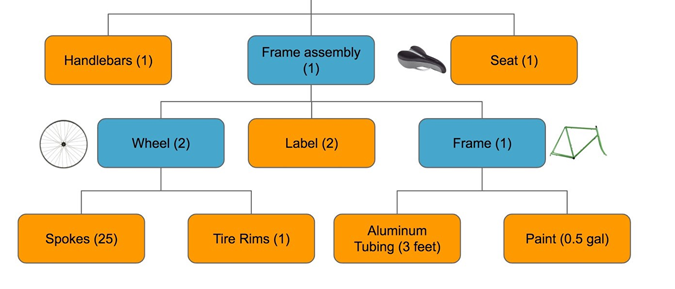 Handlebars (1)
Frame assembly
(1)
Seat (1)
Wheel (2)
Label (2)
Frame (1)
Spokes (25)
Tire Rims (1)
Aluminum
Tubing (3 feet)
Paint (0.5 gal)